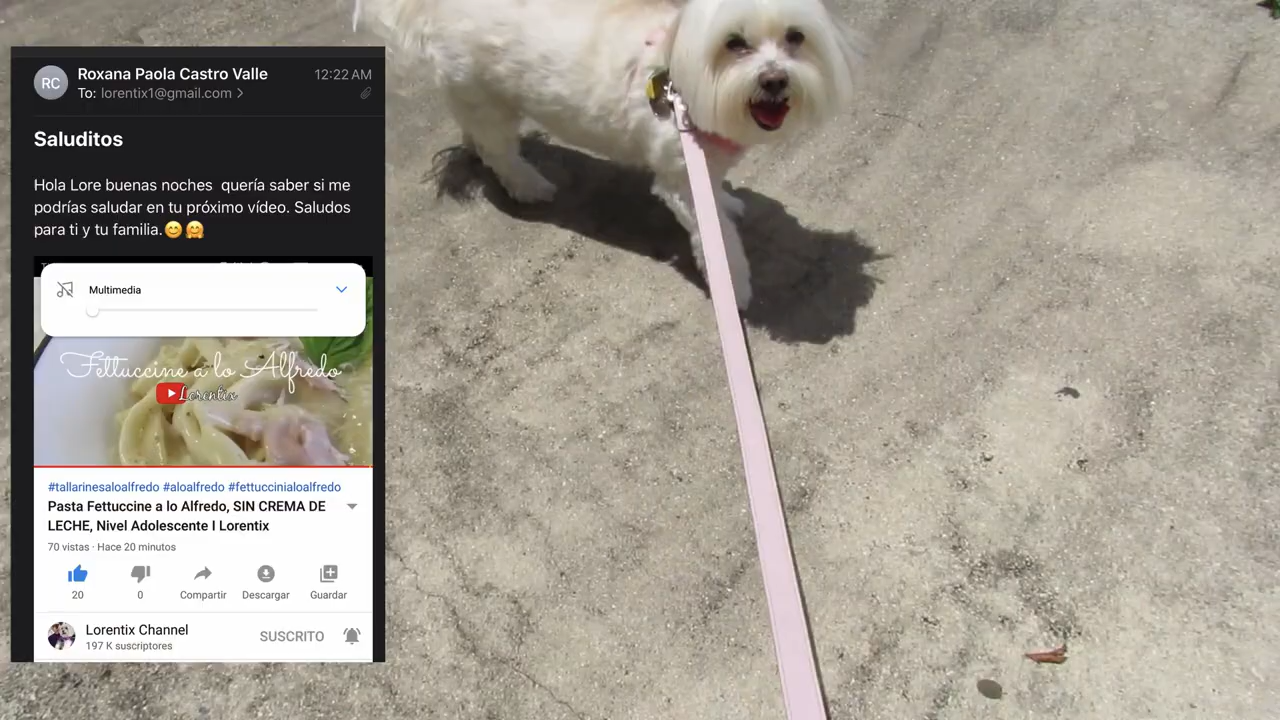 RC
Roxana Paola Castro Valle
12:22 AM
To: lorentix1@gmail.com
Saluditos
Hola Lore buenas noches quería saber si me
podrías saludar en tu próximo vídeo. Saludos
para ti y tu familia.😊🤗
Multimedia
Fettuccine a lo Alfredo
Lorentix
#tallarinesaloalfredo #aloalfredo #fettuccinialoalfredo
Pasta Fettuccine a lo Alfredo, SIN CREMA DE
LECHE, Nivel Adolescente I Lorentix
70 vistas · Hace 20 minutos
20 0 Compartir Descargar Guardar
Lorentix Channel
SUSCRITO
197 K suscriptores